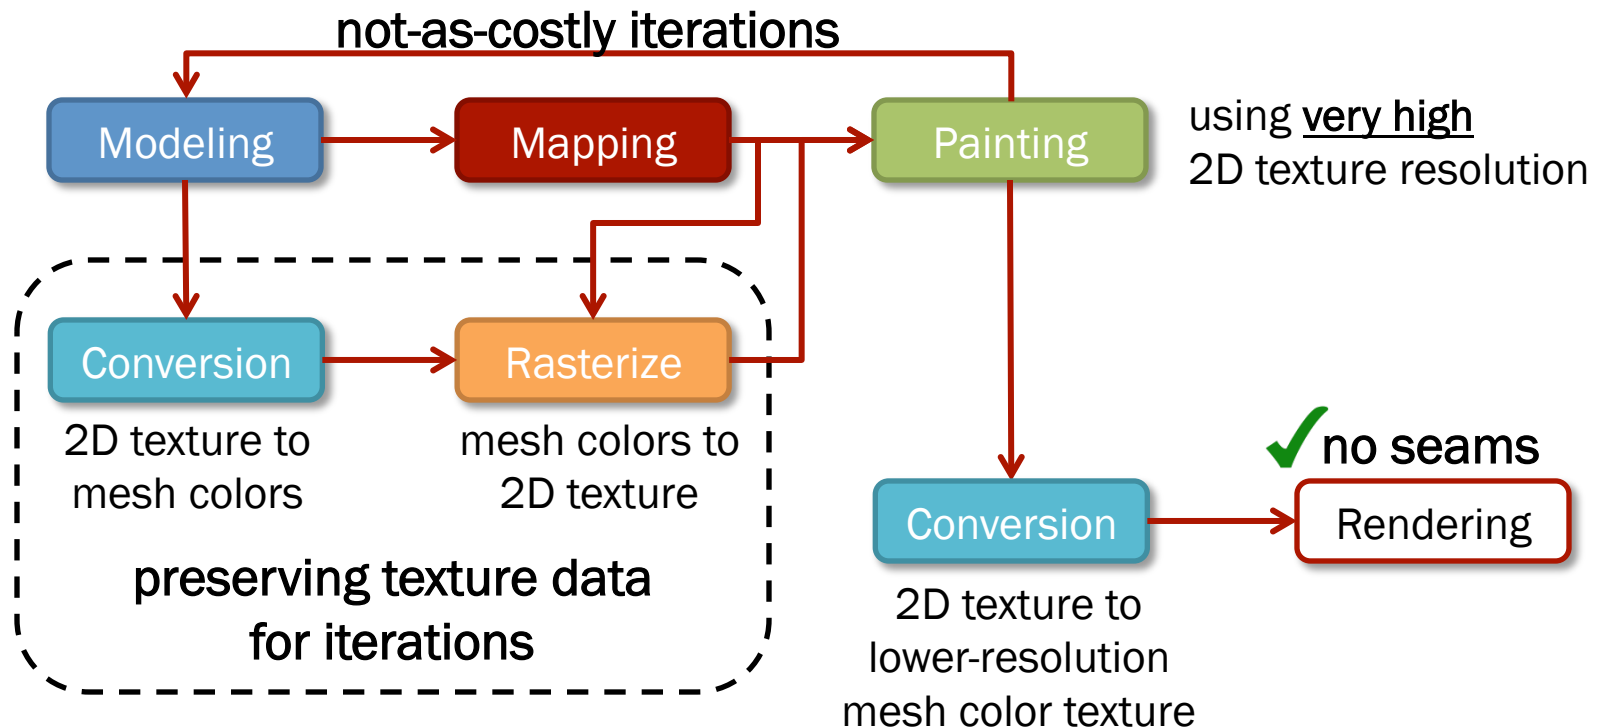 not-as-costly iterations
Modeling
Mapping
Painting
using very high
2D texture resolution
Conversion
Rasterize
2D texture to
mesh colors
mesh colors to
2D texture
preserving texture data
for iterations
no seams
Conversion
Rendering
2D texture to
lower-resolution
mesh color texture